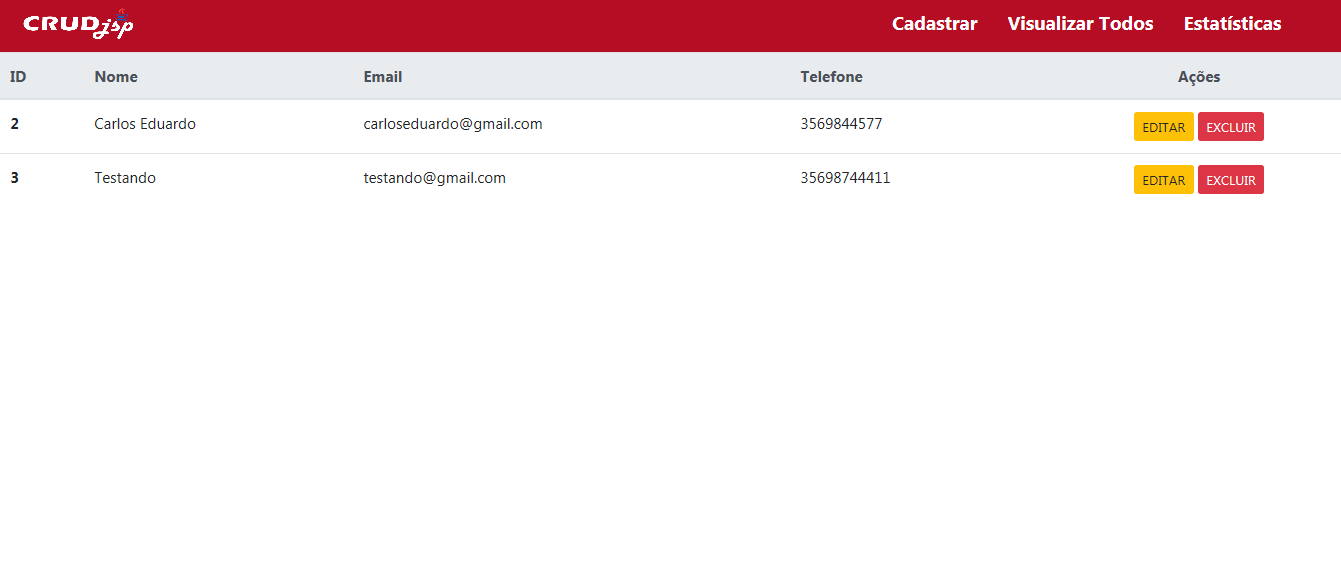 CRUDjsp Cadastrar Visualizar Todos Estatísticas
ID Nome Email Telefone Ações
2 Carlos Eduardo carloseduardo@gmail.com 3569844577 EDITAR EXCLUIR
3 Testando testando@gmail.com 35698744411 EDITAR EXCLUIR